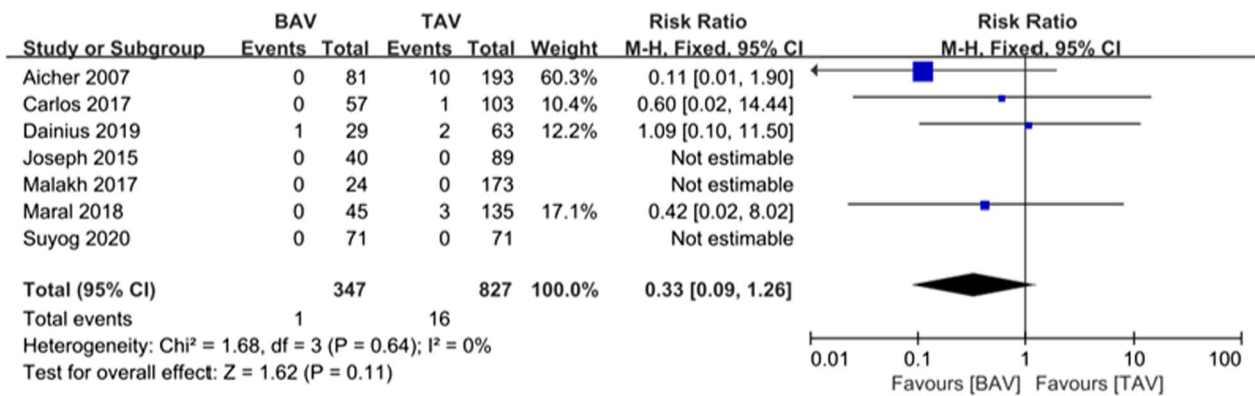 BAV TAV Risk Ratio Risk Ratio
Study or Subgroup Events Total Events Total Weight M-H, Fixed, 95% CI M-H, Fixed, 95% CI
Aicher 2007 0 81 10 193 60.3% 0.11 [0.01, 1.90]
Carlos 2017 0 57 1 103 10.4% 0.60 [0.02, 14.44]
Dainius 2019 1 29 2 63 12.2% 1.09 [0.10, 11.50]
Joseph 2015 0 40 0 89 Not estimable
Malakh 2017 0 24 0 173 Not estimable
Maral 2018 0 45 3 135 17.1% 0.42 [0.02, 8.02]
Suyog 2020 0 71 0 71 Not estimable
Total (95% CI) 347 827 100.0% 0.33 [0.09, 1.26]
Total events 1 16
Heterogeneity: Chi² = 1.68, df = 3 (P = 0.64); I² = 0%
Test for overall effect: Z = 1.62 (P = 0.11)
0.01 0.1 1 10 100
Favours [BAV] Favours [TAV]